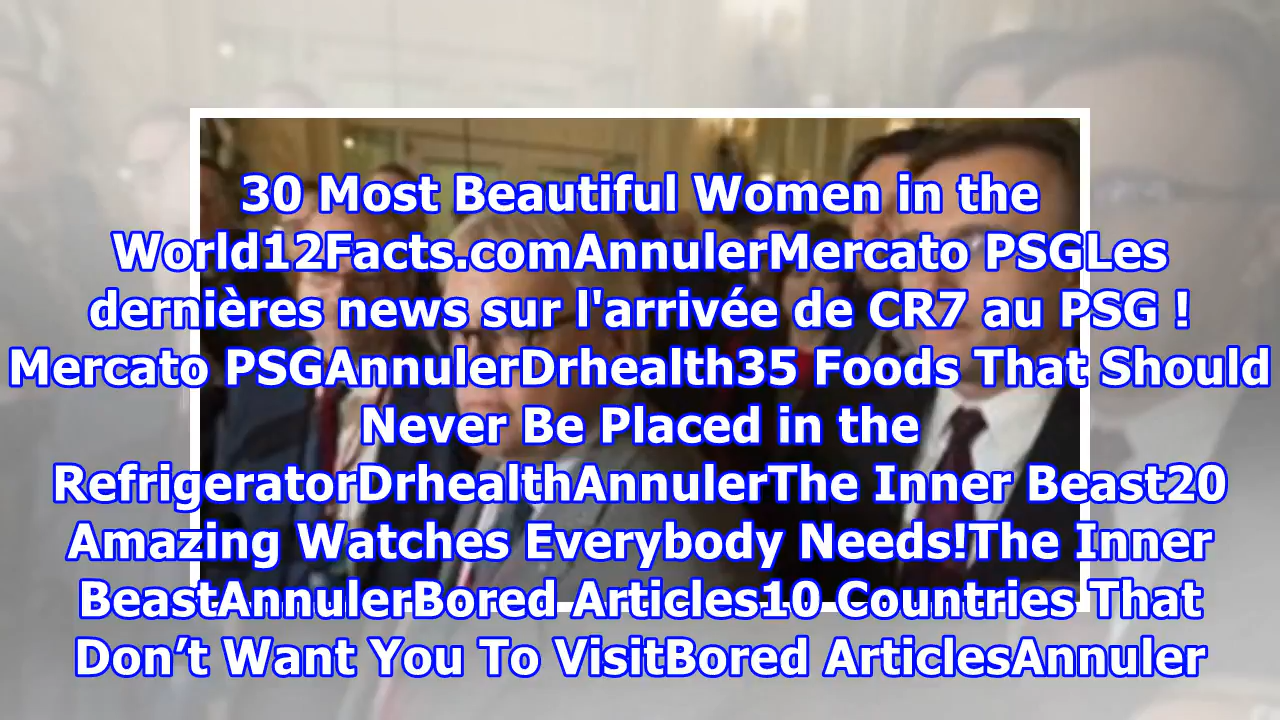 30 Most Beautiful Women in the
World12Facts.comAnnulerMercato PSGLes
dernières news sur l'arrivée de CR7 au PSG !
Mercato PSGAnnulerDrhealth35 Foods That Should
Never Be Placed in the
RefrigeratorDrhealthAnnulerThe Inner Beast20
Amazing Watches Everybody Needs!The Inner
BeastAnnulerBored Articles10 Countries That
Don’t Want You To VisitBored ArticlesAnnuler